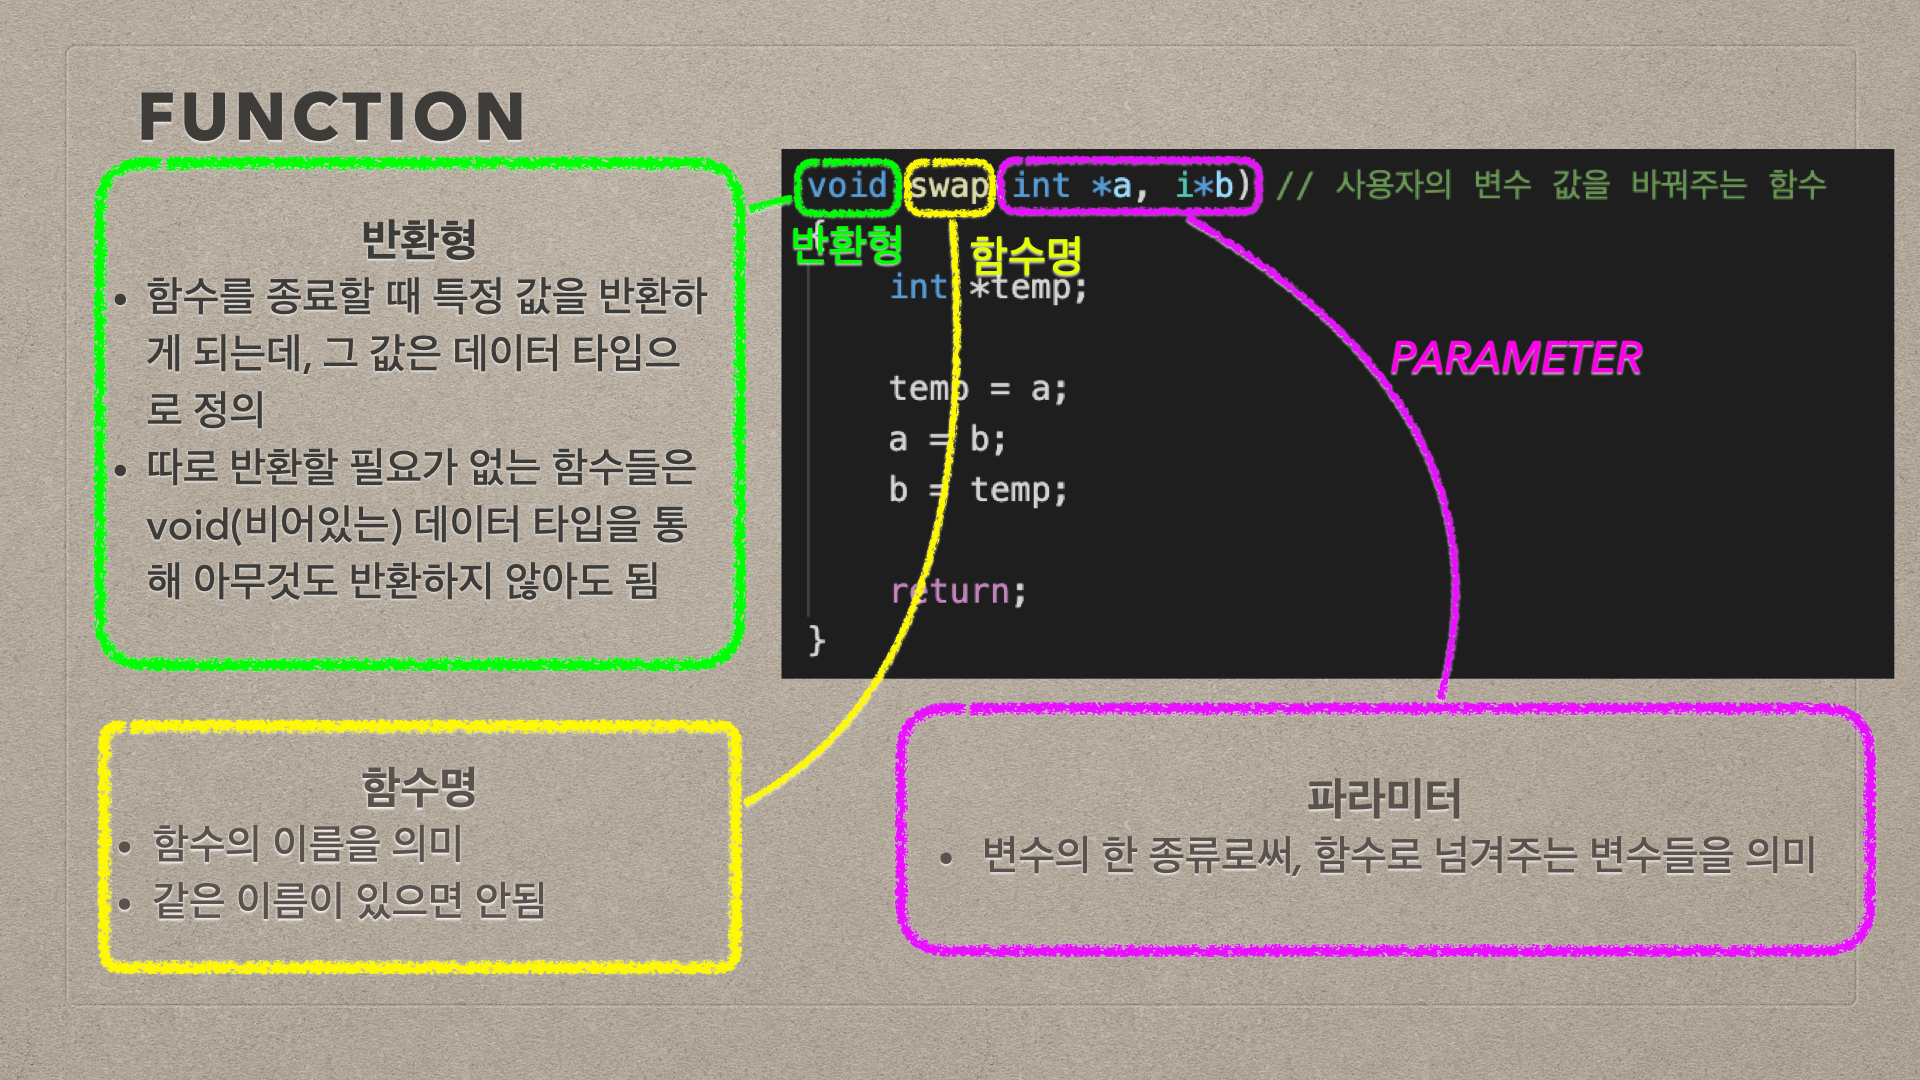 FUNCTION
반환형
• 함수를 종료할 때 특정 값을 반환하
게 되는데, 그 값은 데이터 타입으
로 정의
• 따로 반환할 필요가 없는 함수들은
void(비어있는) 데이터 타입을 통
해 아무것도 반환하지 않아도 됨
함수명
• 함수의 이름을 의미
• 같은 이름이 있으면 안됨
void swap int *a, i*b) // 사용자의 변수 값을 바꿔주는 함수
{
반환형
함수명
int *temp;
PARAMETER
temp = a;
a = b;
b = temp;
return;
}
파라미터
• 변수의 한 종류로써, 함수로 넘겨주는 변수들을 의미